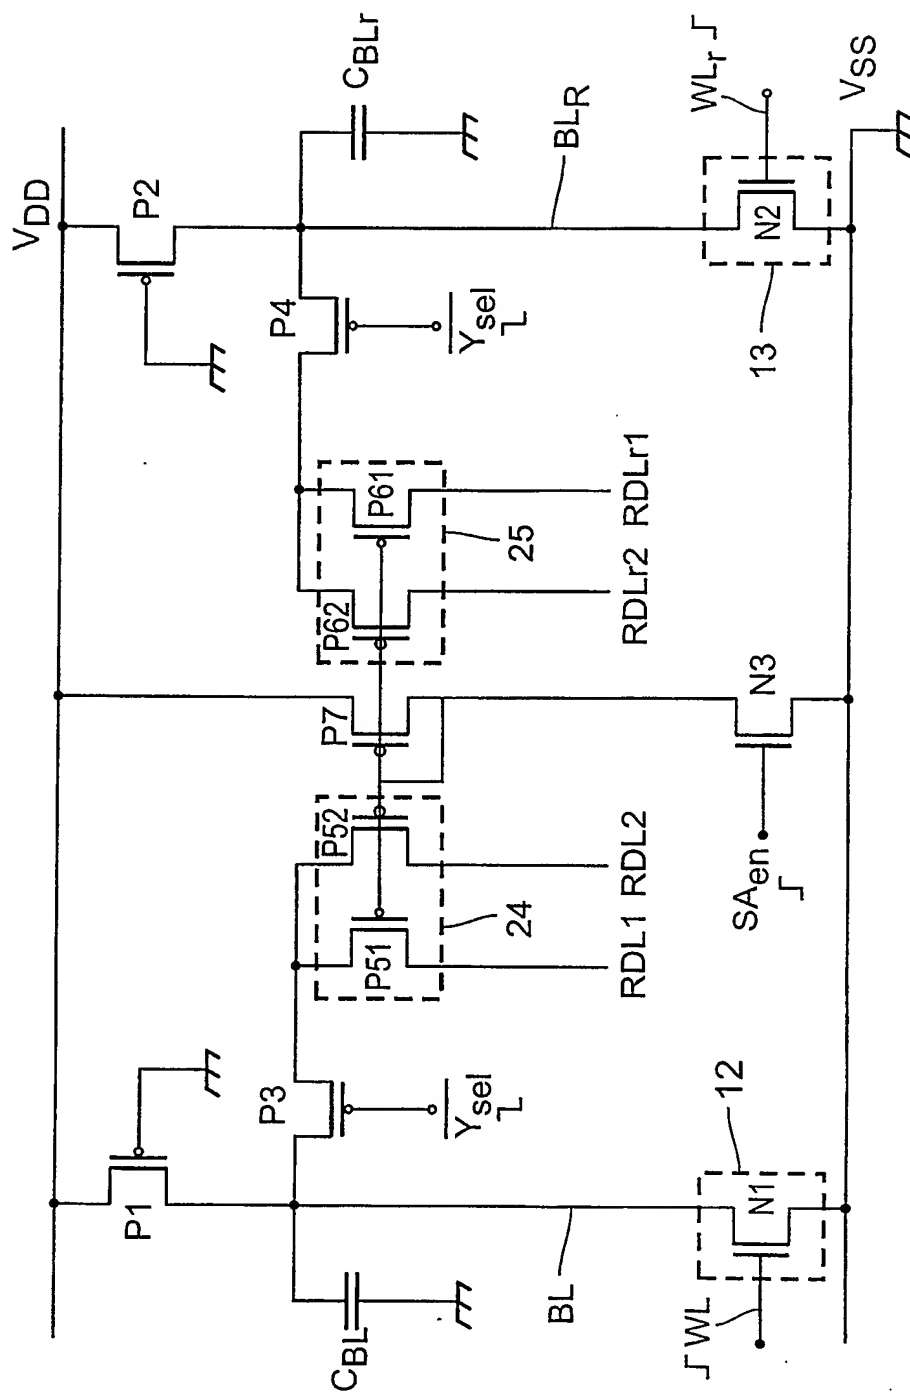 VDD
P1
P2
CBL
CBLr
P3
P4
Ysel
Ysel
P51
P52
P7
P62
P61
24
25
RDL1
RDL2
RDLr2
RDLr1
BL
BLR
SAen
N3
WL
N1
12
N2
13
WLr
VSS